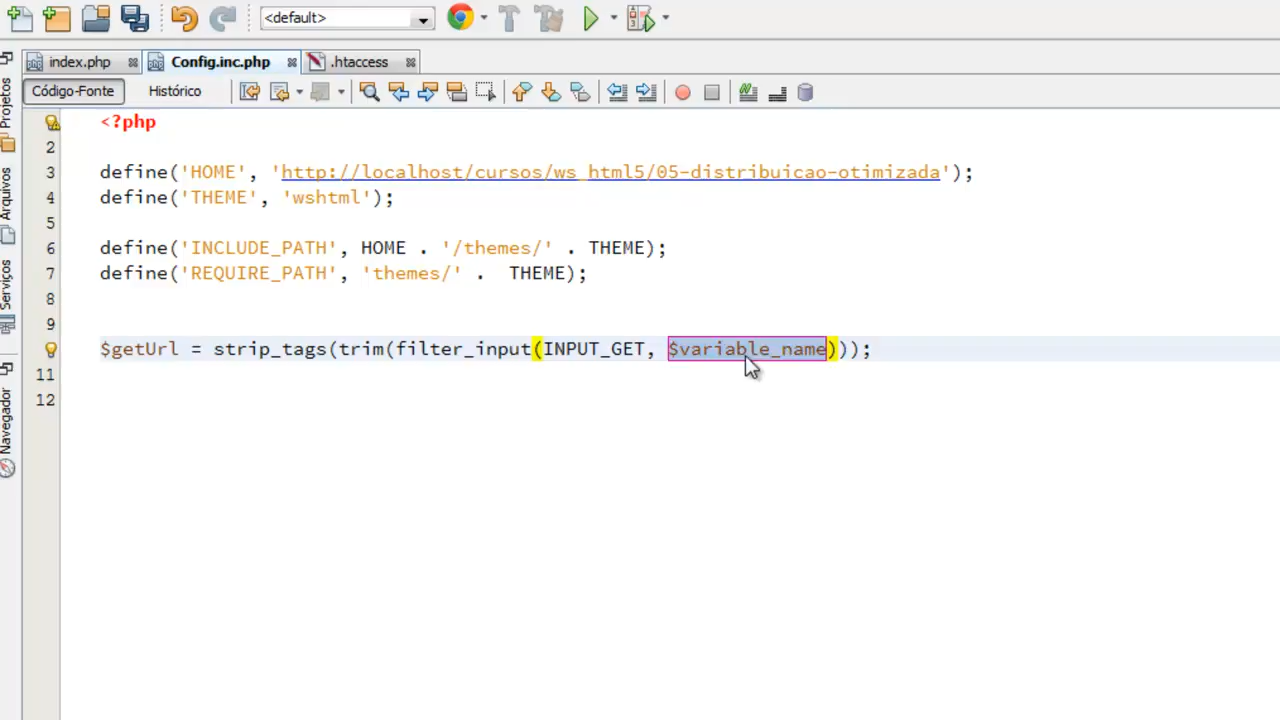 <default>
index.php
Config.inc.php
.htaccess
Código-Fonte
Histórico
Projetos
Arquivos
Serviços
Navegador
<?php
2
3 define('HOME', 'http://localhost/cursos/ws_html5/05-distribuicao-otimizada');
4 define('THEME', 'wshtml');
5
6 define('INCLUDE_PATH', HOME . '/themes/' . THEME);
7 define('REQUIRE_PATH', 'themes/' .  THEME);
8
9
$getUrl = strip_tags(trim(filter_input(INPUT_GET, $variable_name)));
11
12